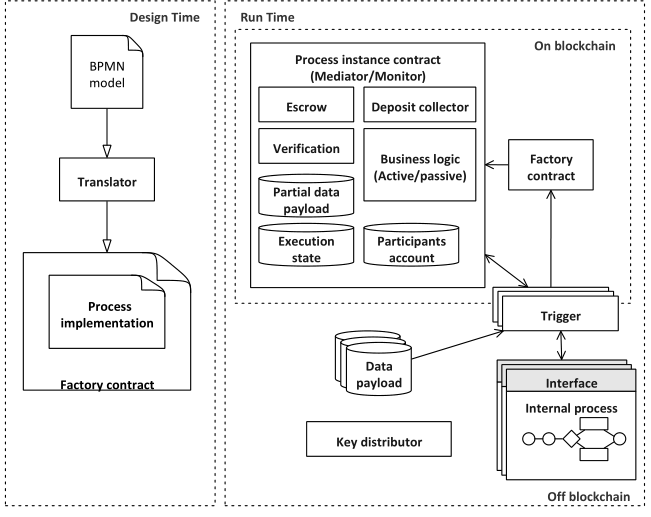 Design Time
BPMN
model
Translator
Process
implementation
Factory contract
Run Time
On blockchain
Process instance contract
(Mediator/Monitor)
Escrow
Deposit collector
Verification
Business logic
(Active/passive)
Partial data
payload
Execution
state
Participants
account
Factory
contract
Trigger
Data
payload
Interface
Internal process
Key distributor
Off blockchain